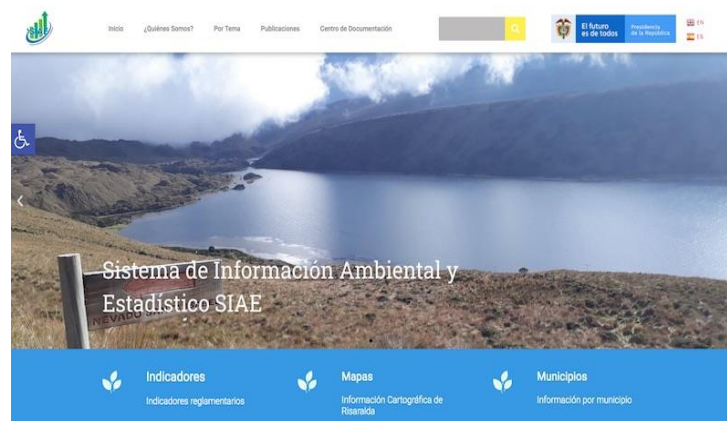 Inicio
¿Quiénes Somos?
Por Tema
Publicaciones
Centro de Documentación
El futuro
es de todos
Presidencia
de la República
EN
ES
Sistema de Información Ambiental y
Estadístico SIAE
NEVADO
Indicadores
Indicadores reglamentarios
Mapas
Información Cartográfica de
Risaralda
Municipios
Información por municipio